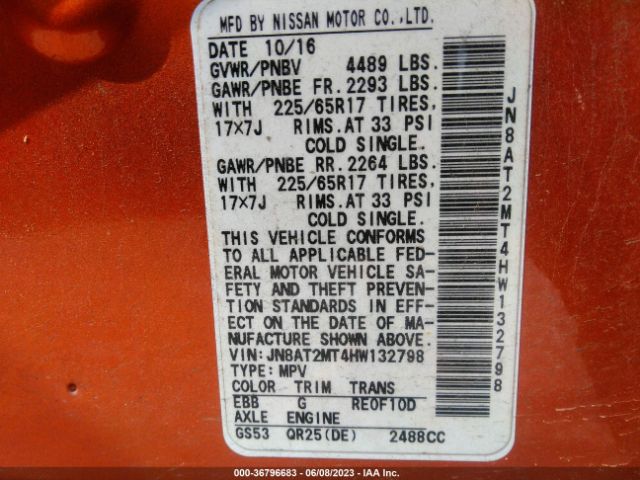 MFD BY NISSAN MOTOR CO.,LTD.
DATE 10/16
GVWR/PNBV 4489 LBS.
GAWR/PNBE FR. 2293 LBS.
WITH 225/65R17 TIRES,
17×7J RIMS. AT 33 PSI
COLD SINGLE.
GAWR/PNBE RR. 2264 LBS.
WITH 225/65R17 TIRES,
17×7J RIMS. AT 33 PSI
COLD SINGLE.
THIS VEHICLE CONFORMS
TO ALL APPLICABLE FED-
ERAL MOTOR VEHICLE SA-
FETY AND THEFT PREVEN-
TION STANDARDS IN EFF-
ECT ON THE DATE OF MA-
NUFACTURE SHOWN ABOVE.
VIN:JN8AT2MT4HW132798
TYPE:MPV
COLOR TRIM TRANS
EBB G RE0F10D
AXLE ENGINE
GS53 QR25(DE) 2488CC
JN8AT2MT4HW132798
000-36796683 - 06/08/2023 - IAA Inc.